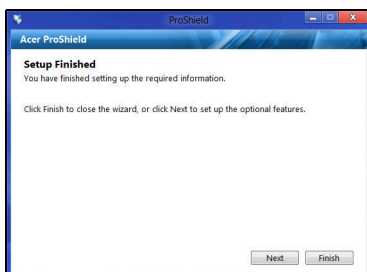 ProShield
Acer ProShield
Setup Finished
You have finished setting up the required information.
Click Finish to close the wizard, or click Next to set up the optional features.
Next Finish